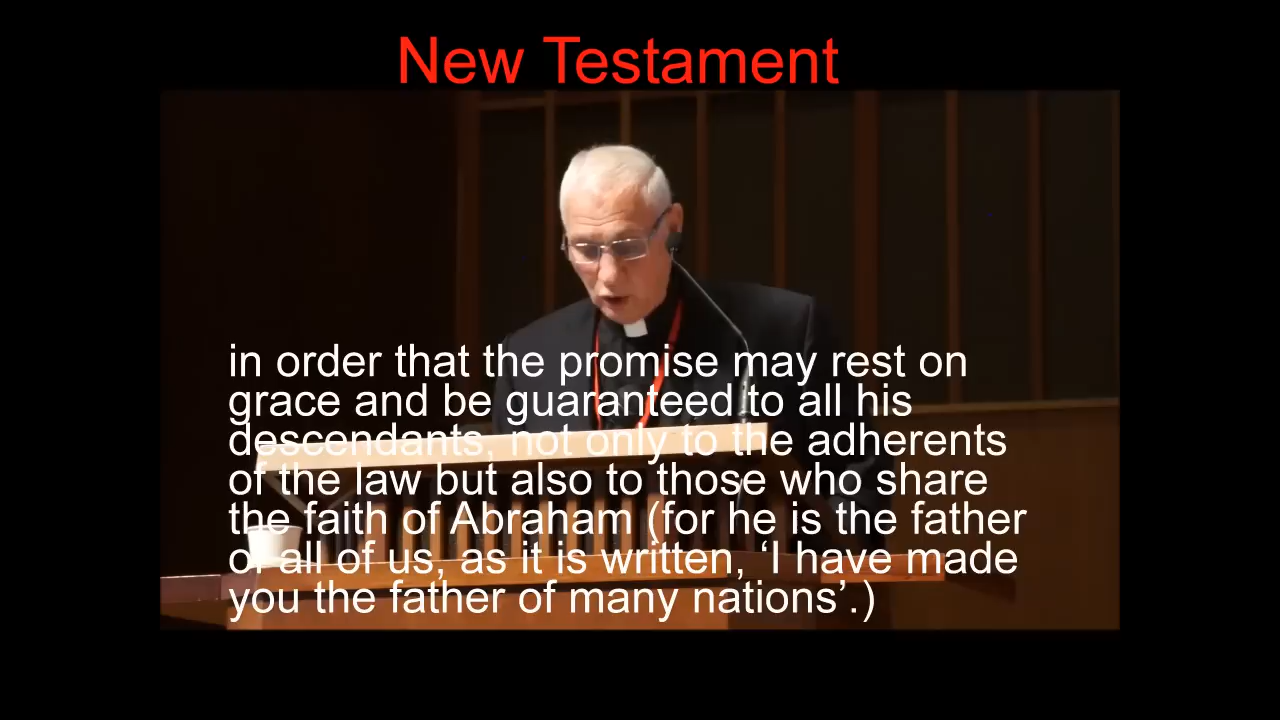 New Testament
in order that the promise may rest on
grace and be guaranteed to all his
descendants, not only to the adherents
of the law but also to those who share
the faith of Abraham (for he is the father
of all of us, as it is written, ‘I have made
you the father of many nations’.)